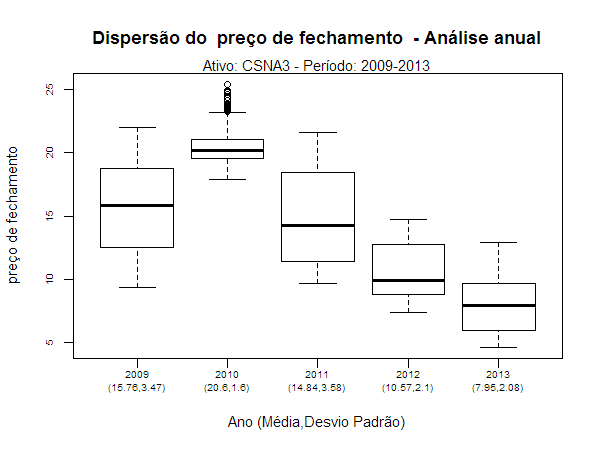 Dispersão do  preço de fechamento  - Análise anual
Ativo: CSNA3 - Período: 2009-2013
preço de fechamento
25
20
15
10
5
2009 2010 2011 2012 2013
(15.76,3.47) (20.6,1.6) (14.84,3.58) (10.57,2.1) (7.95,2.08)
Ano (Média,Desvio Padrão)